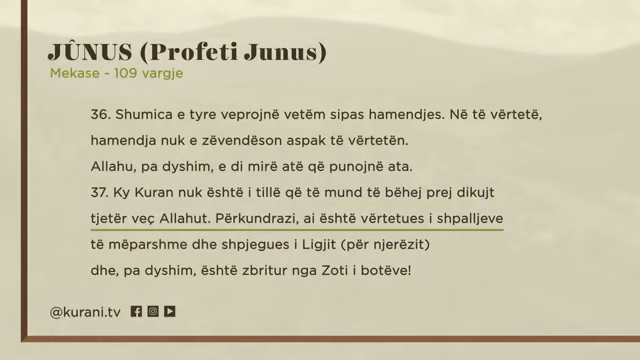 JÛNUS (Profeti Junus)
Mekase - 109 vargje
36. Shumica e tyre veprojnë vetëm sipas hamendjes. Në të vërtetë,
hamendja nuk e zëvendëson aspak të vërtetën.
Allahu, pa dyshim, e di mirë atë që punojnë ata.
37. Ky Kuran nuk është i tillë që të mund të bëhej prej dikujt
tjetër veç Allahut. Përkundrazi, ai është vërtetues i shpalljeve
të mëparshme dhe shpjegues i Ligjit (për njerëzit)
dhe, pa dyshim, është zbritur nga Zoti i botëve!
@kurani.tv